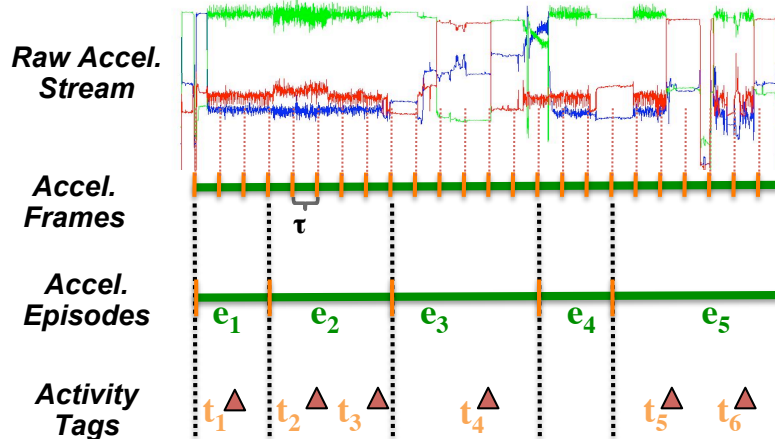 Raw Accel.
Stream
Accel.
Frames
τ
Accel.
Episodes
e1 e2 e3 e4 e5
Activity
Tags
t1 t2 t3 t4 t5 t6